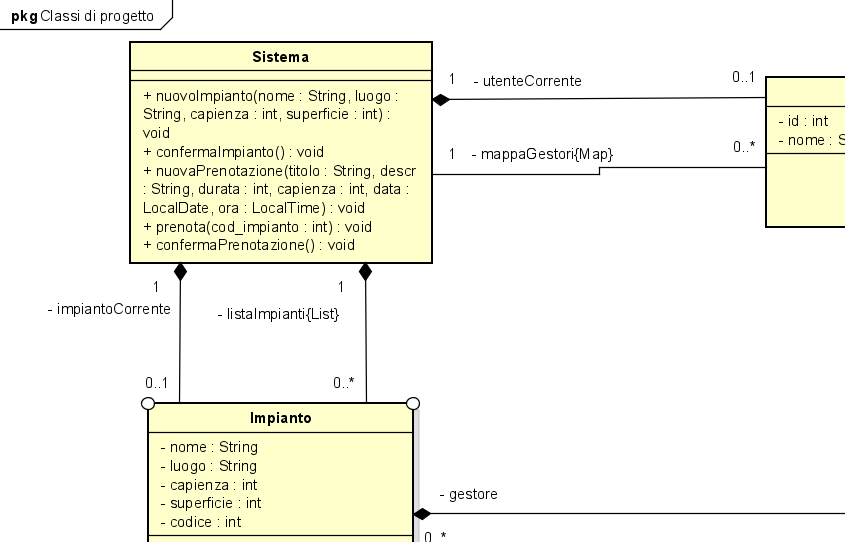 pkg Classi di progetto
Sistema
+ nuovoImpianto(nome : String, luogo :
String, capienza : int, superficie : int) :
void
+ confermaImpianto() : void
+ nuovaPrenotazione(titolo : String, descr
: String, durata : int, capienza : int, data :
LocalDate, ora : LocalTime) : void
+ prenota(cod_impianto : int) : void
+ confermaPrenotazione() : void
1
- utenteCorrente
0..1
- id : int
- nome : S
1
- mappaGestori{Map}
0..*
1
- impiantoCorrente
0..1
1
- listaImpianti{List}
0..*
Impianto
- nome : String
- luogo : String
- capienza : int
- superficie : int
- codice : int
- gestore
0..*